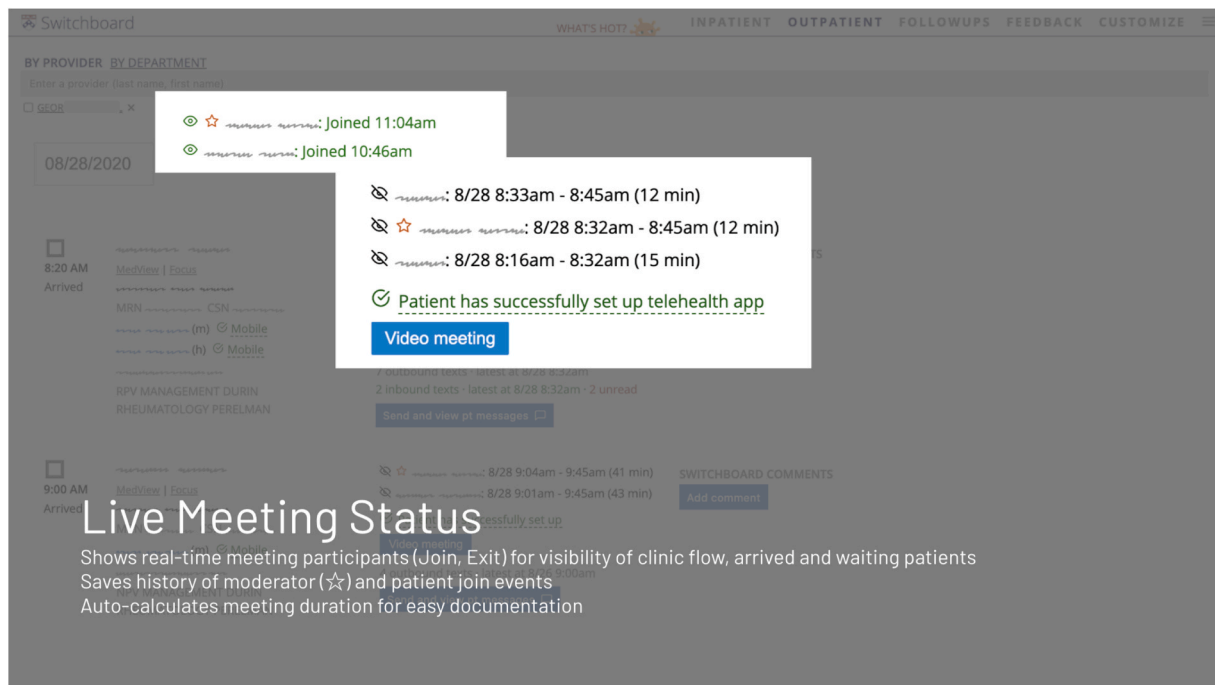 Switchboard
WHAT'S HOT?
INPATIENT OUTPATIENT FOLLOWUPS FEEDBACK CUSTOMIZE
BY PROVIDER BY DEPARTMENT
Enter a provider (last name, first name)
GEOR
: Joined 11:04am
: Joined 10:46am
08/28/2020
: 8/28 8:33am - 8:45am (12 min)
: 8/28 8:32am - 8:45am (12 min)
: 8/28 8:16am - 8:32am (15 min)
Patient has successfully set up telehealth app
Video meeting
8:20 AM
Arrived
MedView | Focus
MRN CSN
(m) Mobile
(h) Mobile
RPV MANAGEMENT DURIN
RHEUMATOLOGY PERELMAN
7 outbound texts · latest at 8/28 8:32am
2 inbound texts · latest at 8/28 8:32am · 2 unread
Send and view pt messages
9:00 AM
Arrived
MedView | Focus
: 8/28 9:04am - 9:45am (41 min)
: 8/28 9:01am - 9:45am (43 min)
successfully set up
Video meeting
SWITCHBOARD COMMENTS
Add comment
Live Meeting Status
Shows real-time meeting participants (Join, Exit) for visibility of clinic flow, arrived and waiting patients
Saves history of moderator (☆) and patient join events
Auto-calculates meeting duration for easy documentation